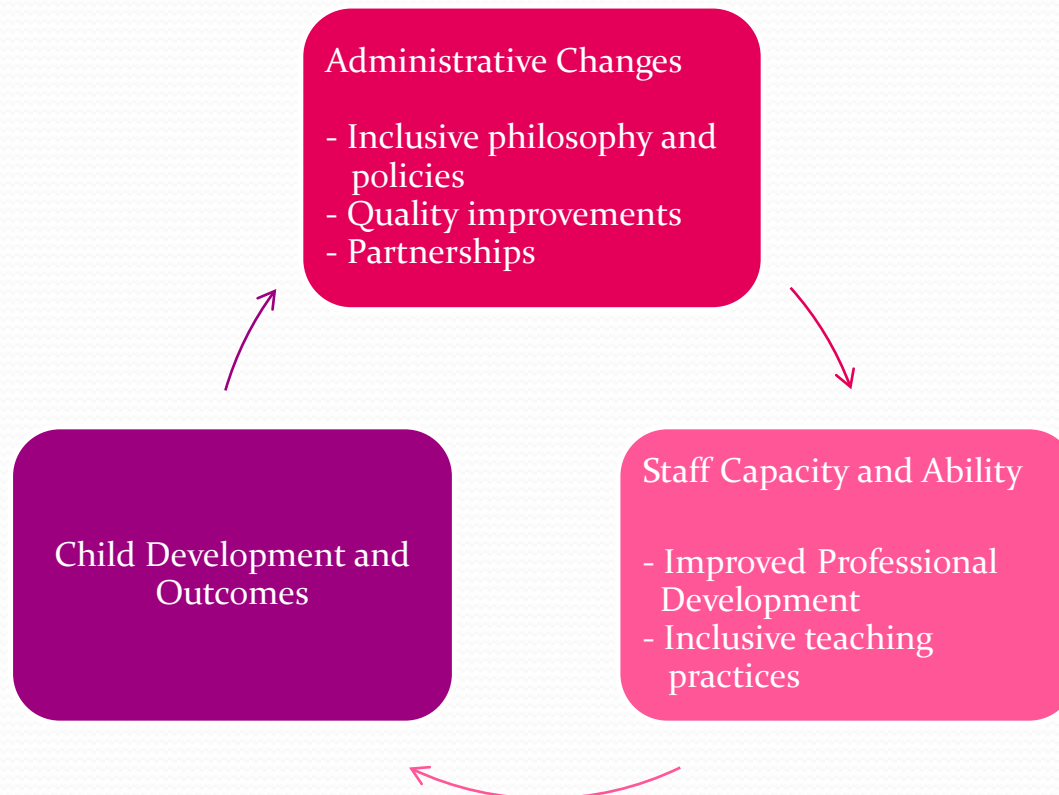 Administrative Changes
- Inclusive philosophy and
policies
- Quality improvements
- Partnerships
Staff Capacity and Ability
- Improved Professional
Development
- Inclusive teaching
practices
Child Development and
Outcomes